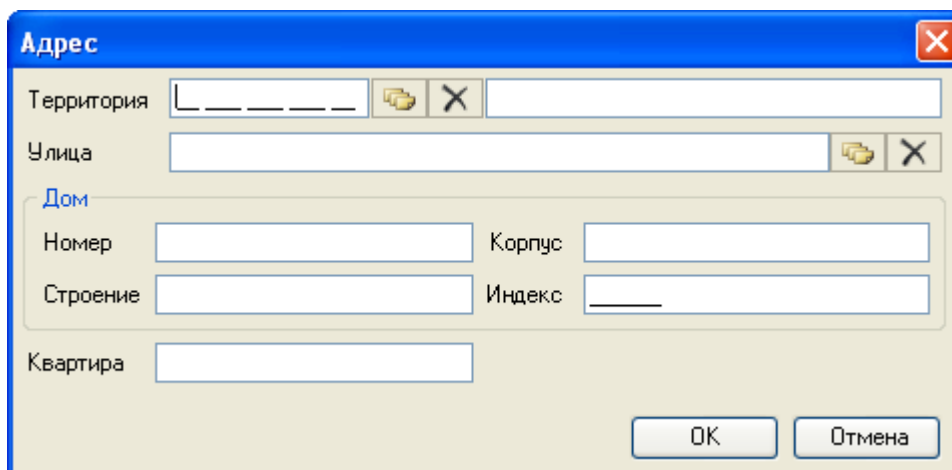 Адрес
Территория
Улица
Дом
Номер Корпус
Строение Индекс
Квартира
OK Отмена